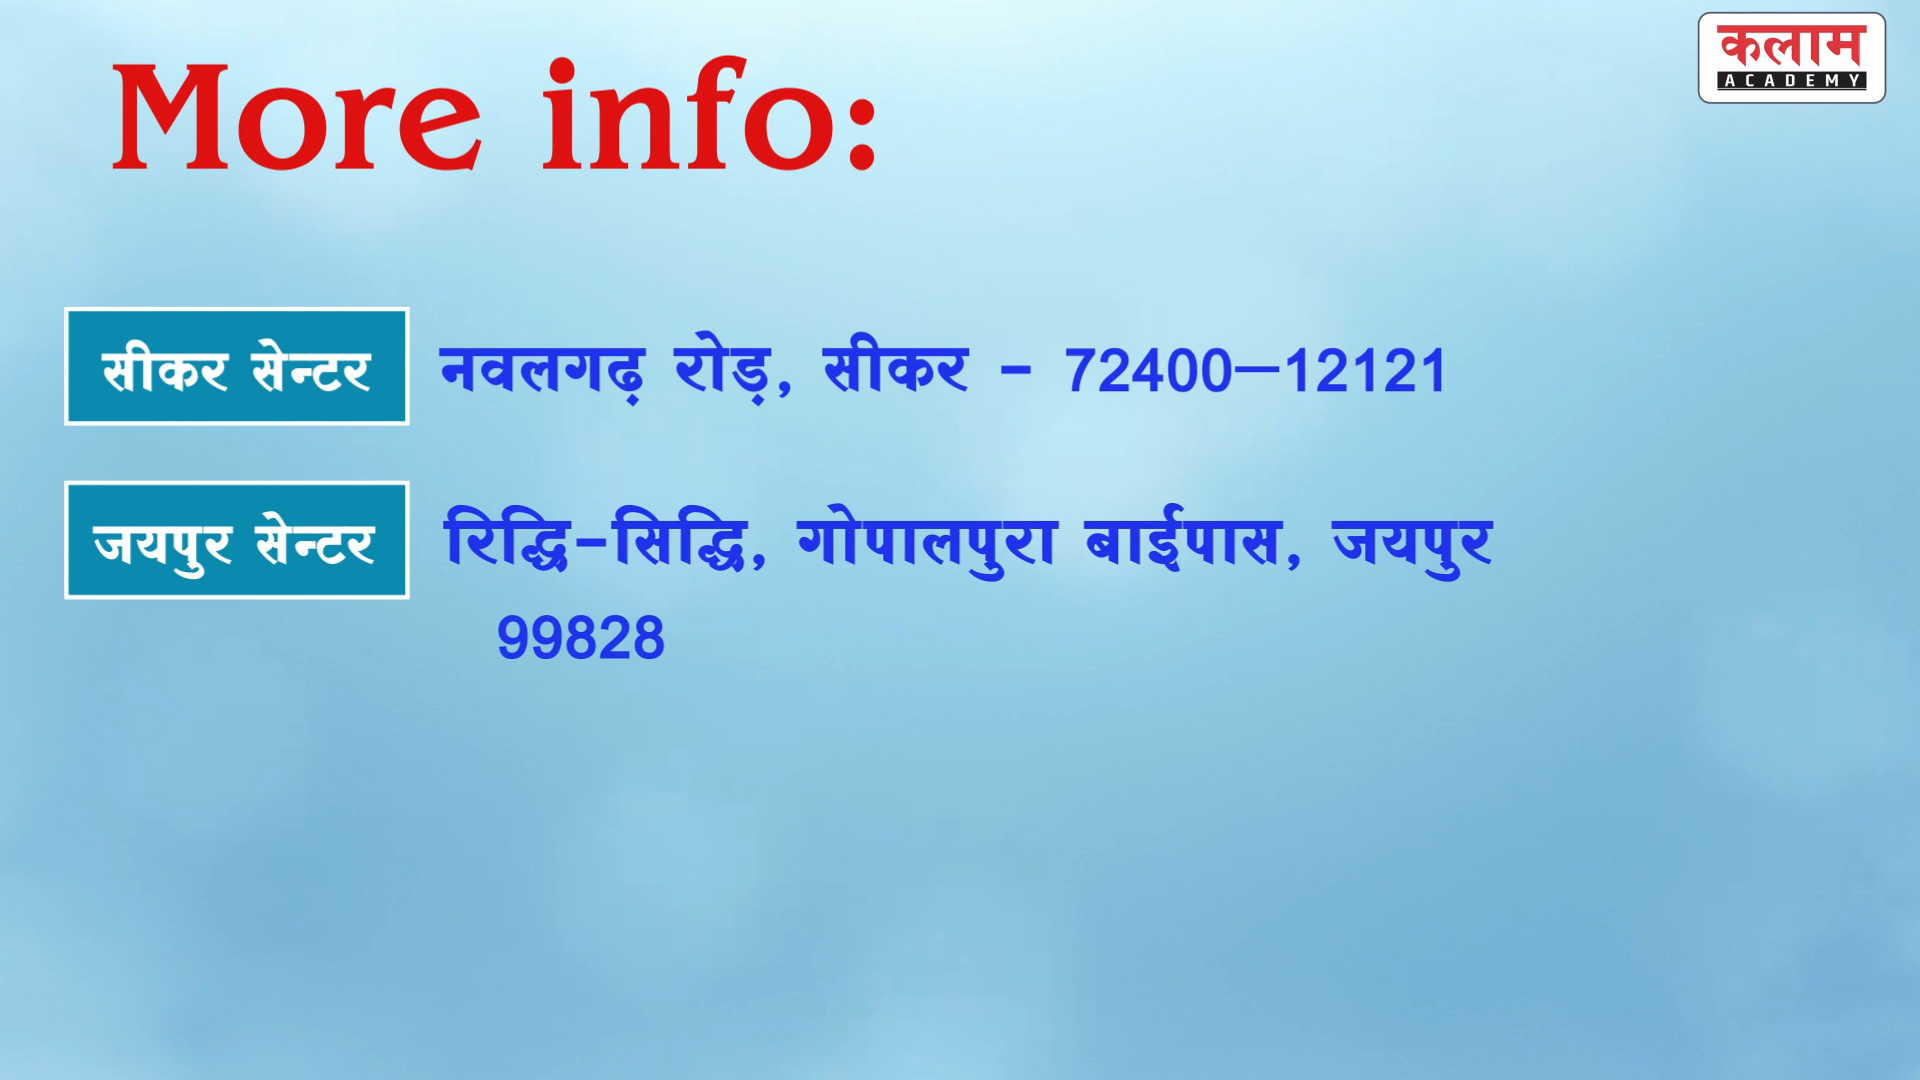 कलाम
ACADEMY
More info:
सीकर सेन्टर
नवलगढ़ रोड़, सीकर - 72400–12121
जयपुर सेन्टर
रिद्धि-सिद्धि, गोपालपुरा बाईपास, जयपुर
99828